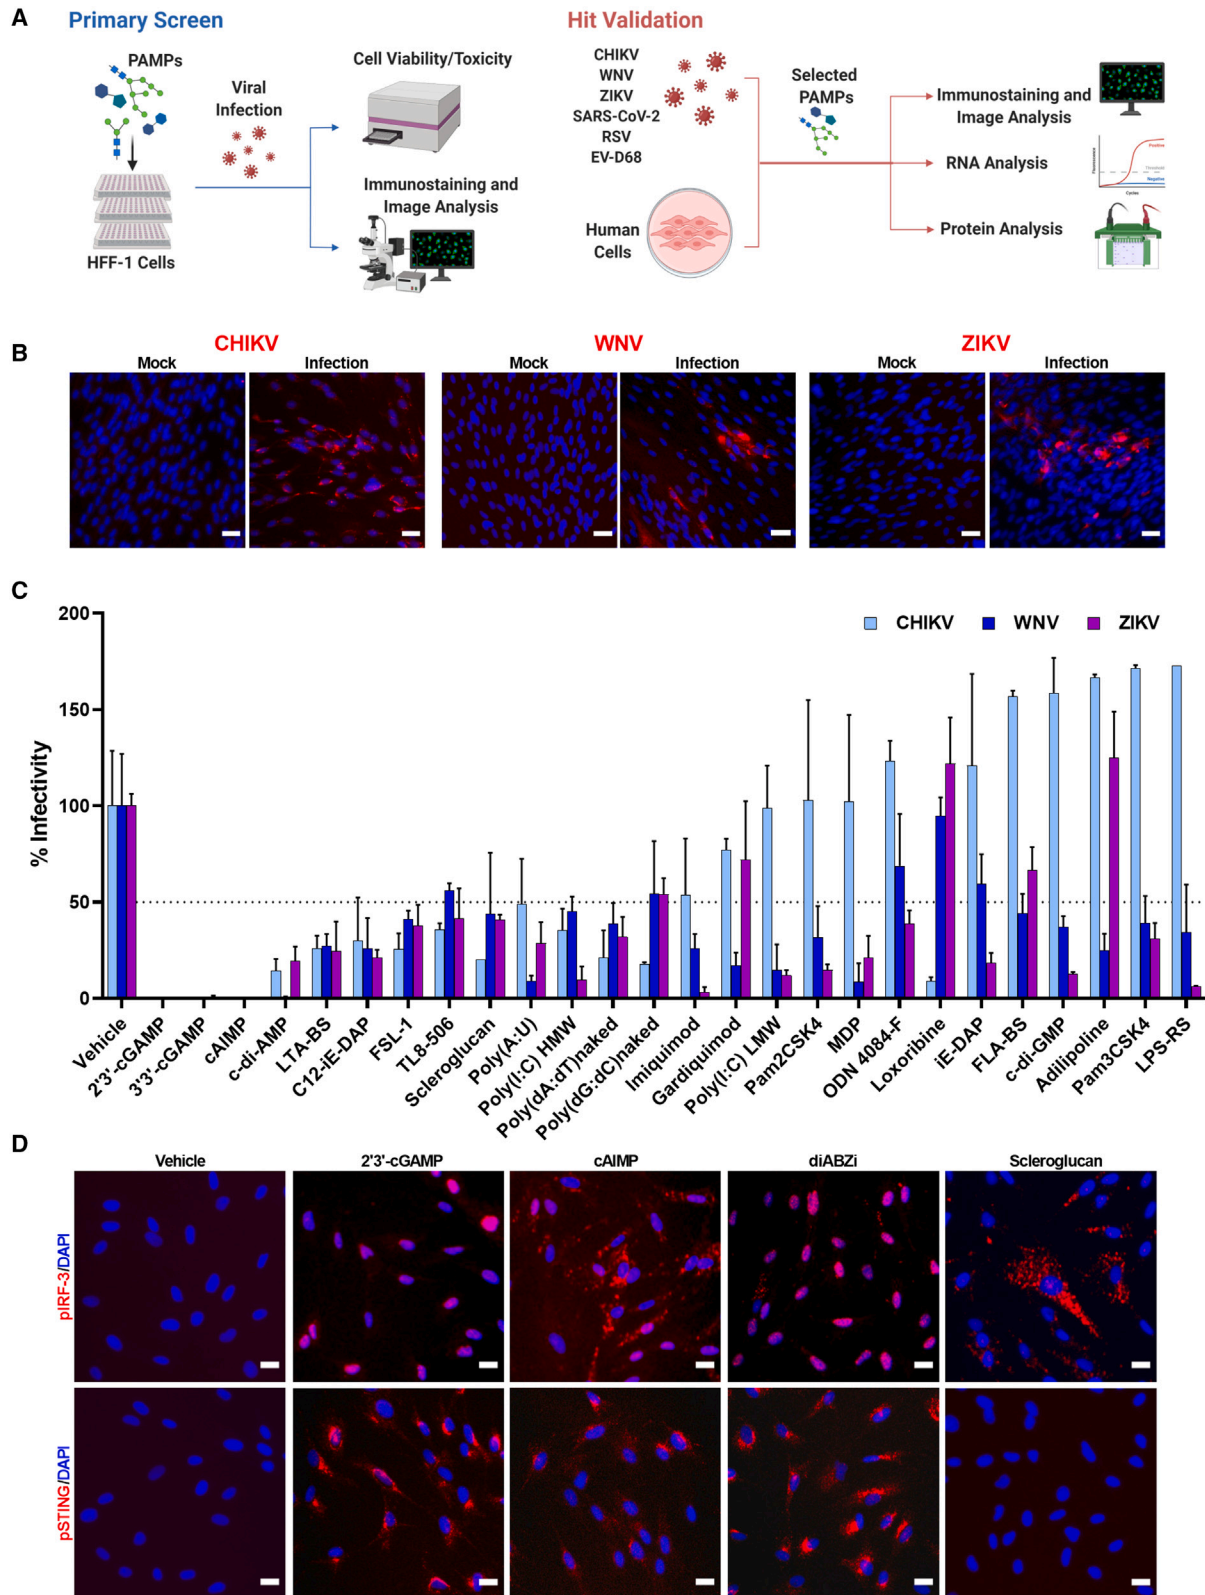 A
Primary Screen
Hit Validation
PAMPs
Viral
Infection
Cell Viability/Toxicity
Immunostaining and
Image Analysis
HFF-1 Cells
CHIKV
WNV
ZIKV
SARS-CoV-2
RSV
EV-D68
Human
Cells
Selected
PAMPs
Immunostaining and
Image Analysis
RNA Analysis
Fluorescence
Positive
Threshold
Negative
Cycles
Protein Analysis
B
CHIKV
WNV
ZIKV
Mock
Infection
Mock
Infection
Mock
Infection
C
200
150
100
50
0
% Infectivity
CHIKV
WNV
ZIKV
Vehicle
2'3'-cGAMP
3'3'-cGAMP
cAIMP
c-di-AMP
LTA-BS
C12-iE-DAP
FSL-1
TL8-506
Scleroglucan
Poly(A:U)
Poly(I:C) HMW
Poly(dA:dT)naked
Poly(dG:dC)naked
Imiquimod
Gardiquimod
Poly(I:C) LMW
Pam2CSK4
MDP
ODN 4084-F
Loxoribine
iE-DAP
FLA-BS
c-di-GMP
Adilipoline
Pam3CSK4
LPS-RS
D
Vehicle
2'3'-cGAMP
cAIMP
diABZi
Scleroglucan
pIRF-3/DAPI
pSTING/DAPI